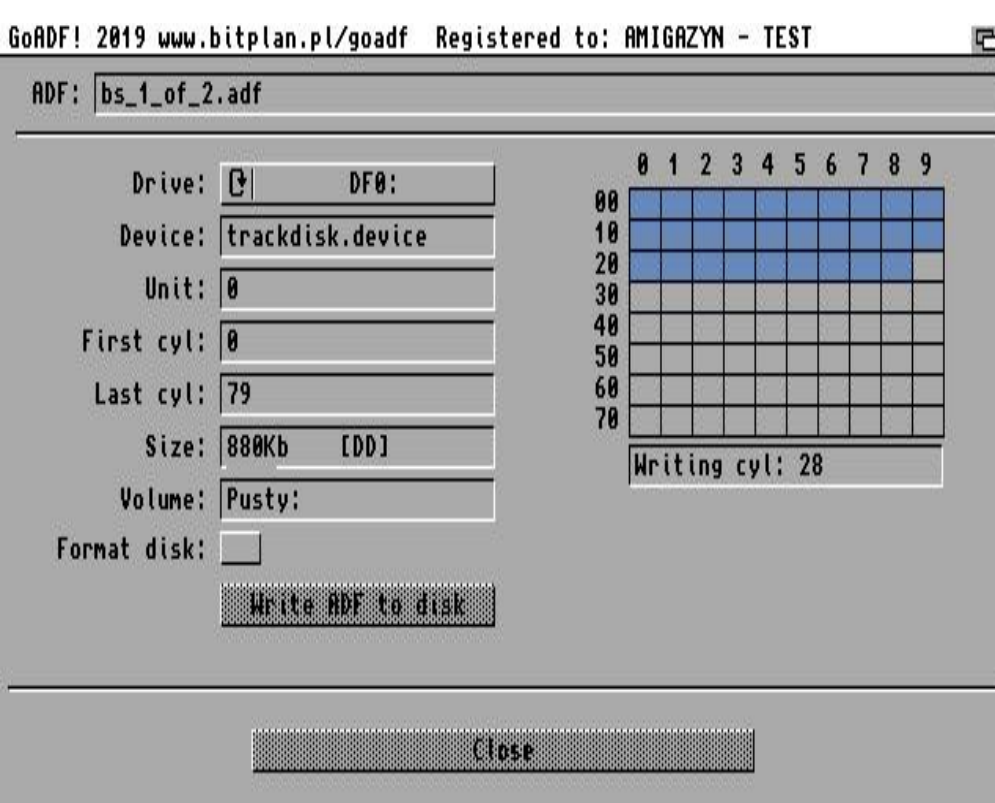 GoADF! 2019 www.bitplan.pl/goadf Registered to: AMIGAZYN - TEST
ADF: bs_1_of_2.adf
Drive: DF0:
Device: trackdisk.device
Unit: 0
First cyl: 0
Last cyl: 79
Size: 880Kb [DD]
Volume: Pusty:
Format disk:
Write ADF to disk
0 1 2 3 4 5 6 7 8 9
00
10
20
30
40
50
60
70
Writing cyl: 28
Close